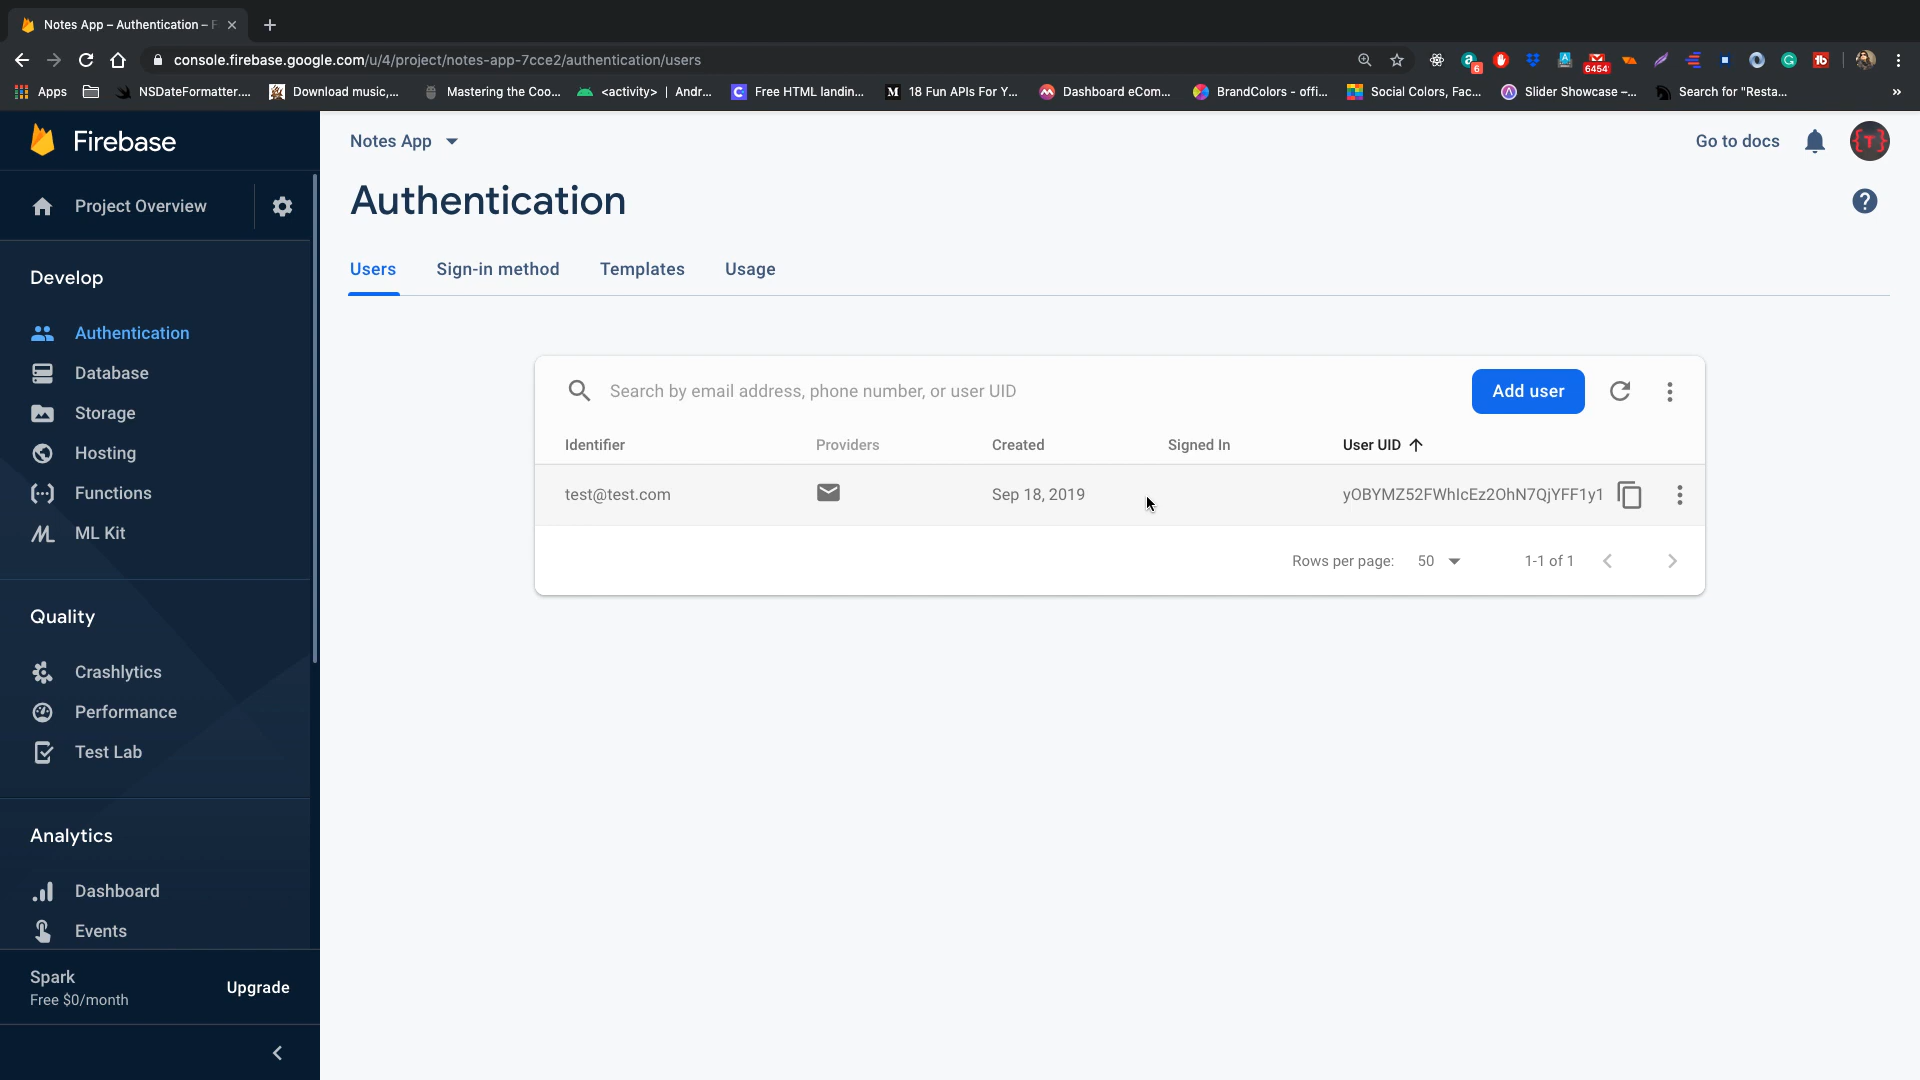 Notes App – Authentication – F
console.firebase.google.com/u/4/project/notes-app-7cce2/authentication/users
6
6454
Apps
NSDateFormatter....
Download music,...
Mastering the Coo...
<activity> | Andr...
Free HTML landin...
18 Fun APIs For Y...
Dashboard eCom...
BrandColors - offi...
Social Colors, Fac...
Slider Showcase –...
Search for "Resta...
»
Firebase
Notes App
Go to docs
{T}
Project Overview
Authentication
?
Develop
Users
Sign-in method
Templates
Usage
Authentication
Database
Storage
Hosting
Functions
ML Kit
Search by email address, phone number, or user UID
Add user
Identifier
Providers
Created
Signed In
User UID
test@test.com
Sep 18, 2019
yOBYMZ52FWhIcEz2OhN7QjYFF1y1
Rows per page:
50
1-1 of 1
Quality
Crashlytics
Performance
Test Lab
Analytics
Dashboard
Events
Spark
Free $0/month
Upgrade